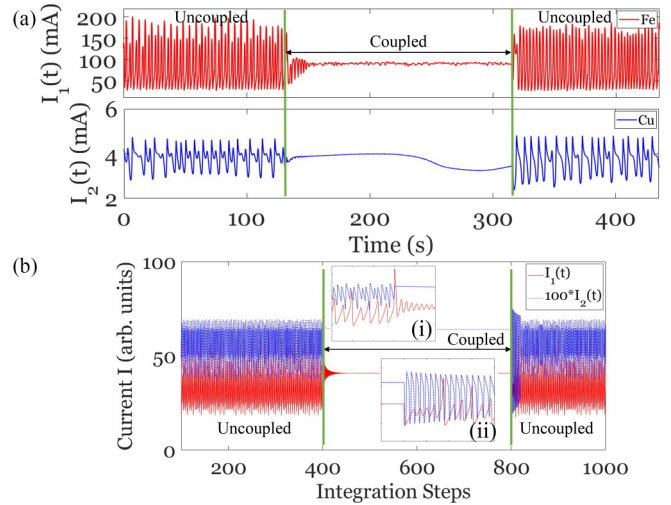 (a)
200
150
100
50
I₁(t) (mA)
Uncoupled
Coupled
Uncoupled
Fe
6
4
2
I₂(t) (mA)
Cu
0
100
200
300
400
Time (s)
(b)
100
50
0
Current I (arb. units)
I₁(t)
100*I₂(t)
(i)
Coupled
(ii)
Uncoupled
Uncoupled
200
400
600
800
1000
Integration Steps